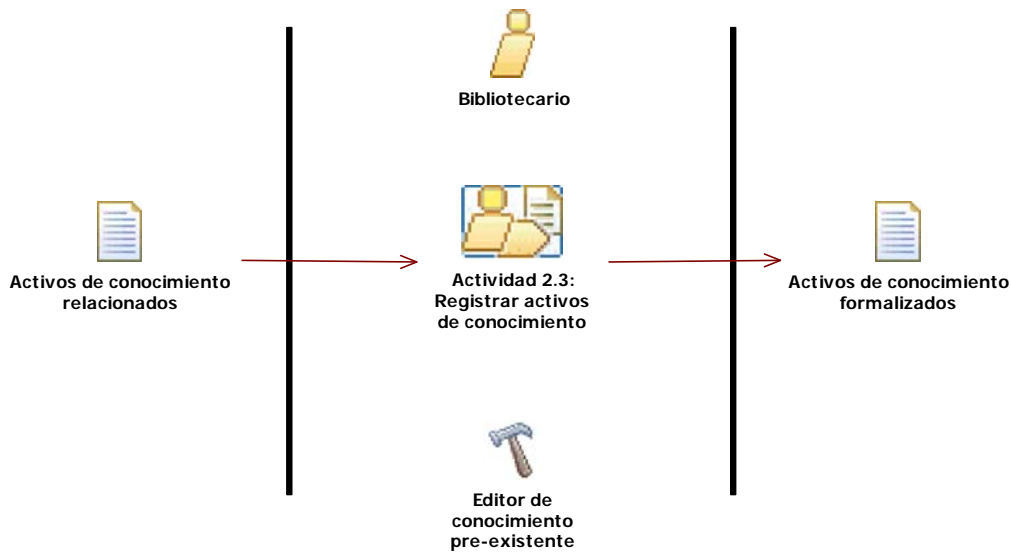 Bibliotecario
Activos de conocimiento
relacionados
Actividad 2.3:
Registrar activos
de conocimiento
Activos de conocimiento
formalizados
Editor de
conocimiento
pre-existente